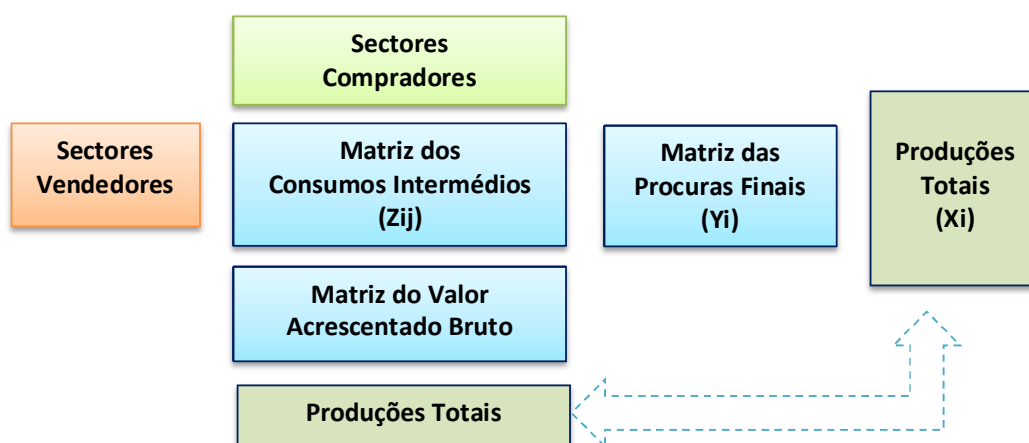 Sectores
Compradores
Sectores
Vendedores
Matriz dos
Consumos Intermédios
(Zij)
Matriz das
Procuras Finais
(Yi)
Produções
Totais
(Xi)
Matriz do Valor
Acrescentado Bruto
Produções Totais